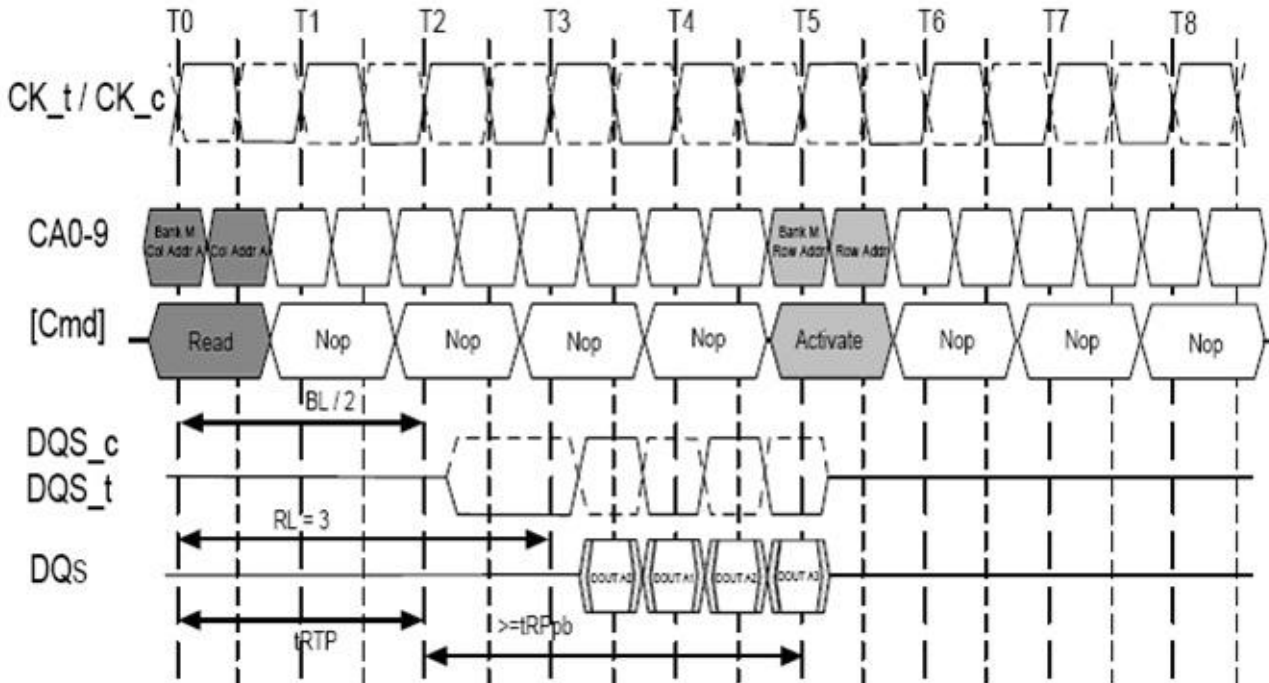 T0 T1 T2 T3 T4 T5 T6 T7 T8
CK_t / CK_c
CA0-9
Bank M
Col Addr A
Col Addr A
Bank M
Row Addr
Row Addr
[Cmd]
Read Nop Nop Nop Nop Activate Nop Nop Nop
BL / 2
DQS_c
DQS_t
RL = 3
DQs
DOUT A0 DOUT A1 DOUT A2 DOUT A3
tRTP
>=tRPpb